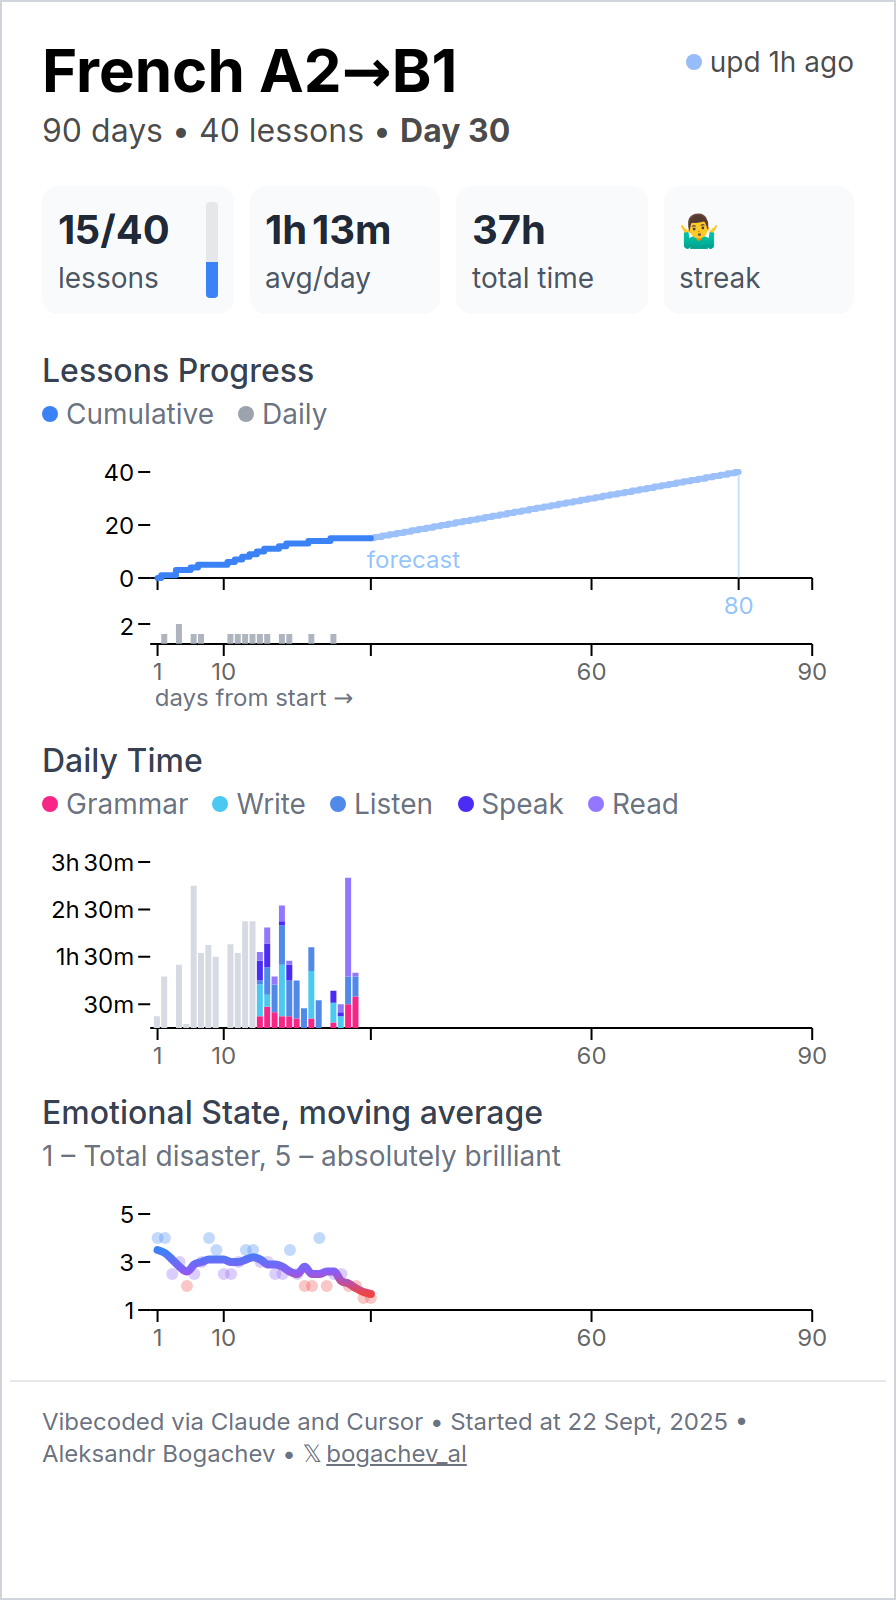 French A2→B1
upd 1h ago
90 days • 40 lessons • Day 30
15/40
lessons
1h 13m
avg/day
37h
total time
🤷‍♂️
streak
Lessons Progress
Cumulative Daily
40
20
0
forecast
80
2
1 10 60 90
days from start →
Daily Time
Grammar Write Listen Speak Read
3h 30m
2h 30m
1h 30m
30m
1 10 60 90
Emotional State, moving average
1 – Total disaster, 5 – absolutely brilliant
5
3
1
1 10 60 90
Vibecoded via Claude and Cursor • Started at 22 Sept, 2025 •
Aleksandr Bogachev • 𝕏 bogachev_al